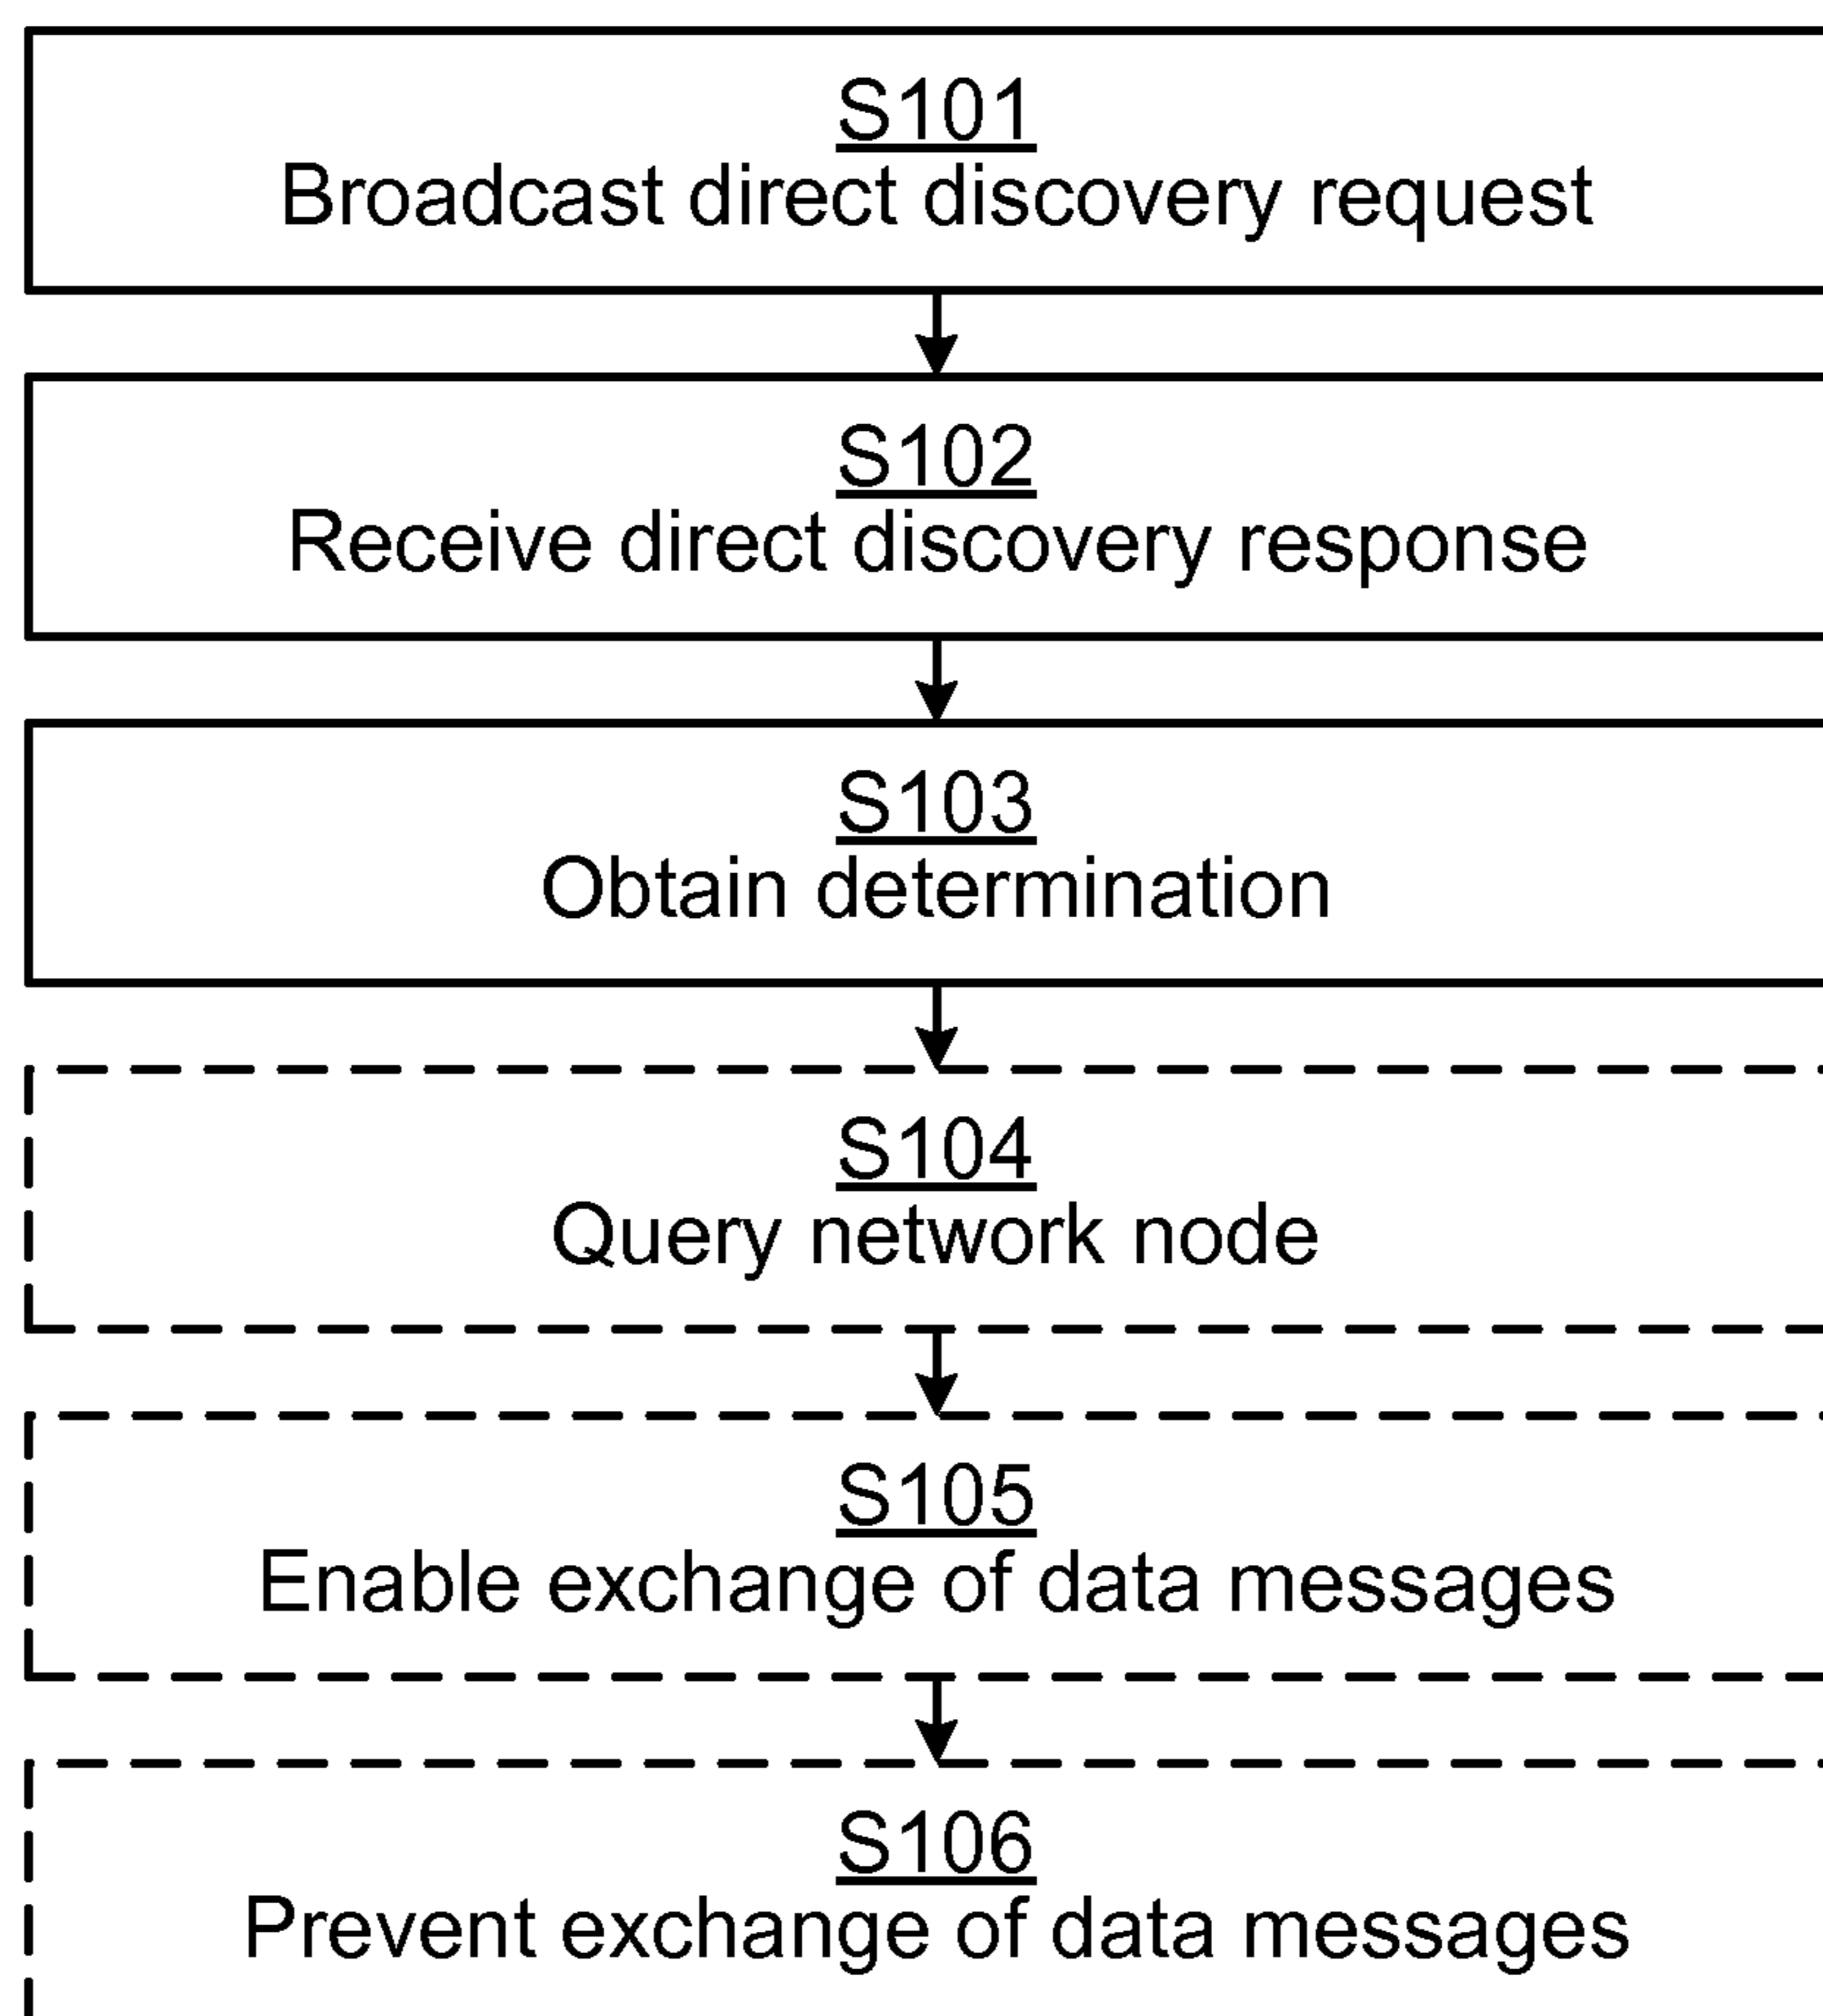 S101
Broadcast direct discovery request
S102
Receive direct discovery response
S103
Obtain determination
S104
Query network node
S105
Enable exchange of data messages
S106
Prevent exchange of data messages